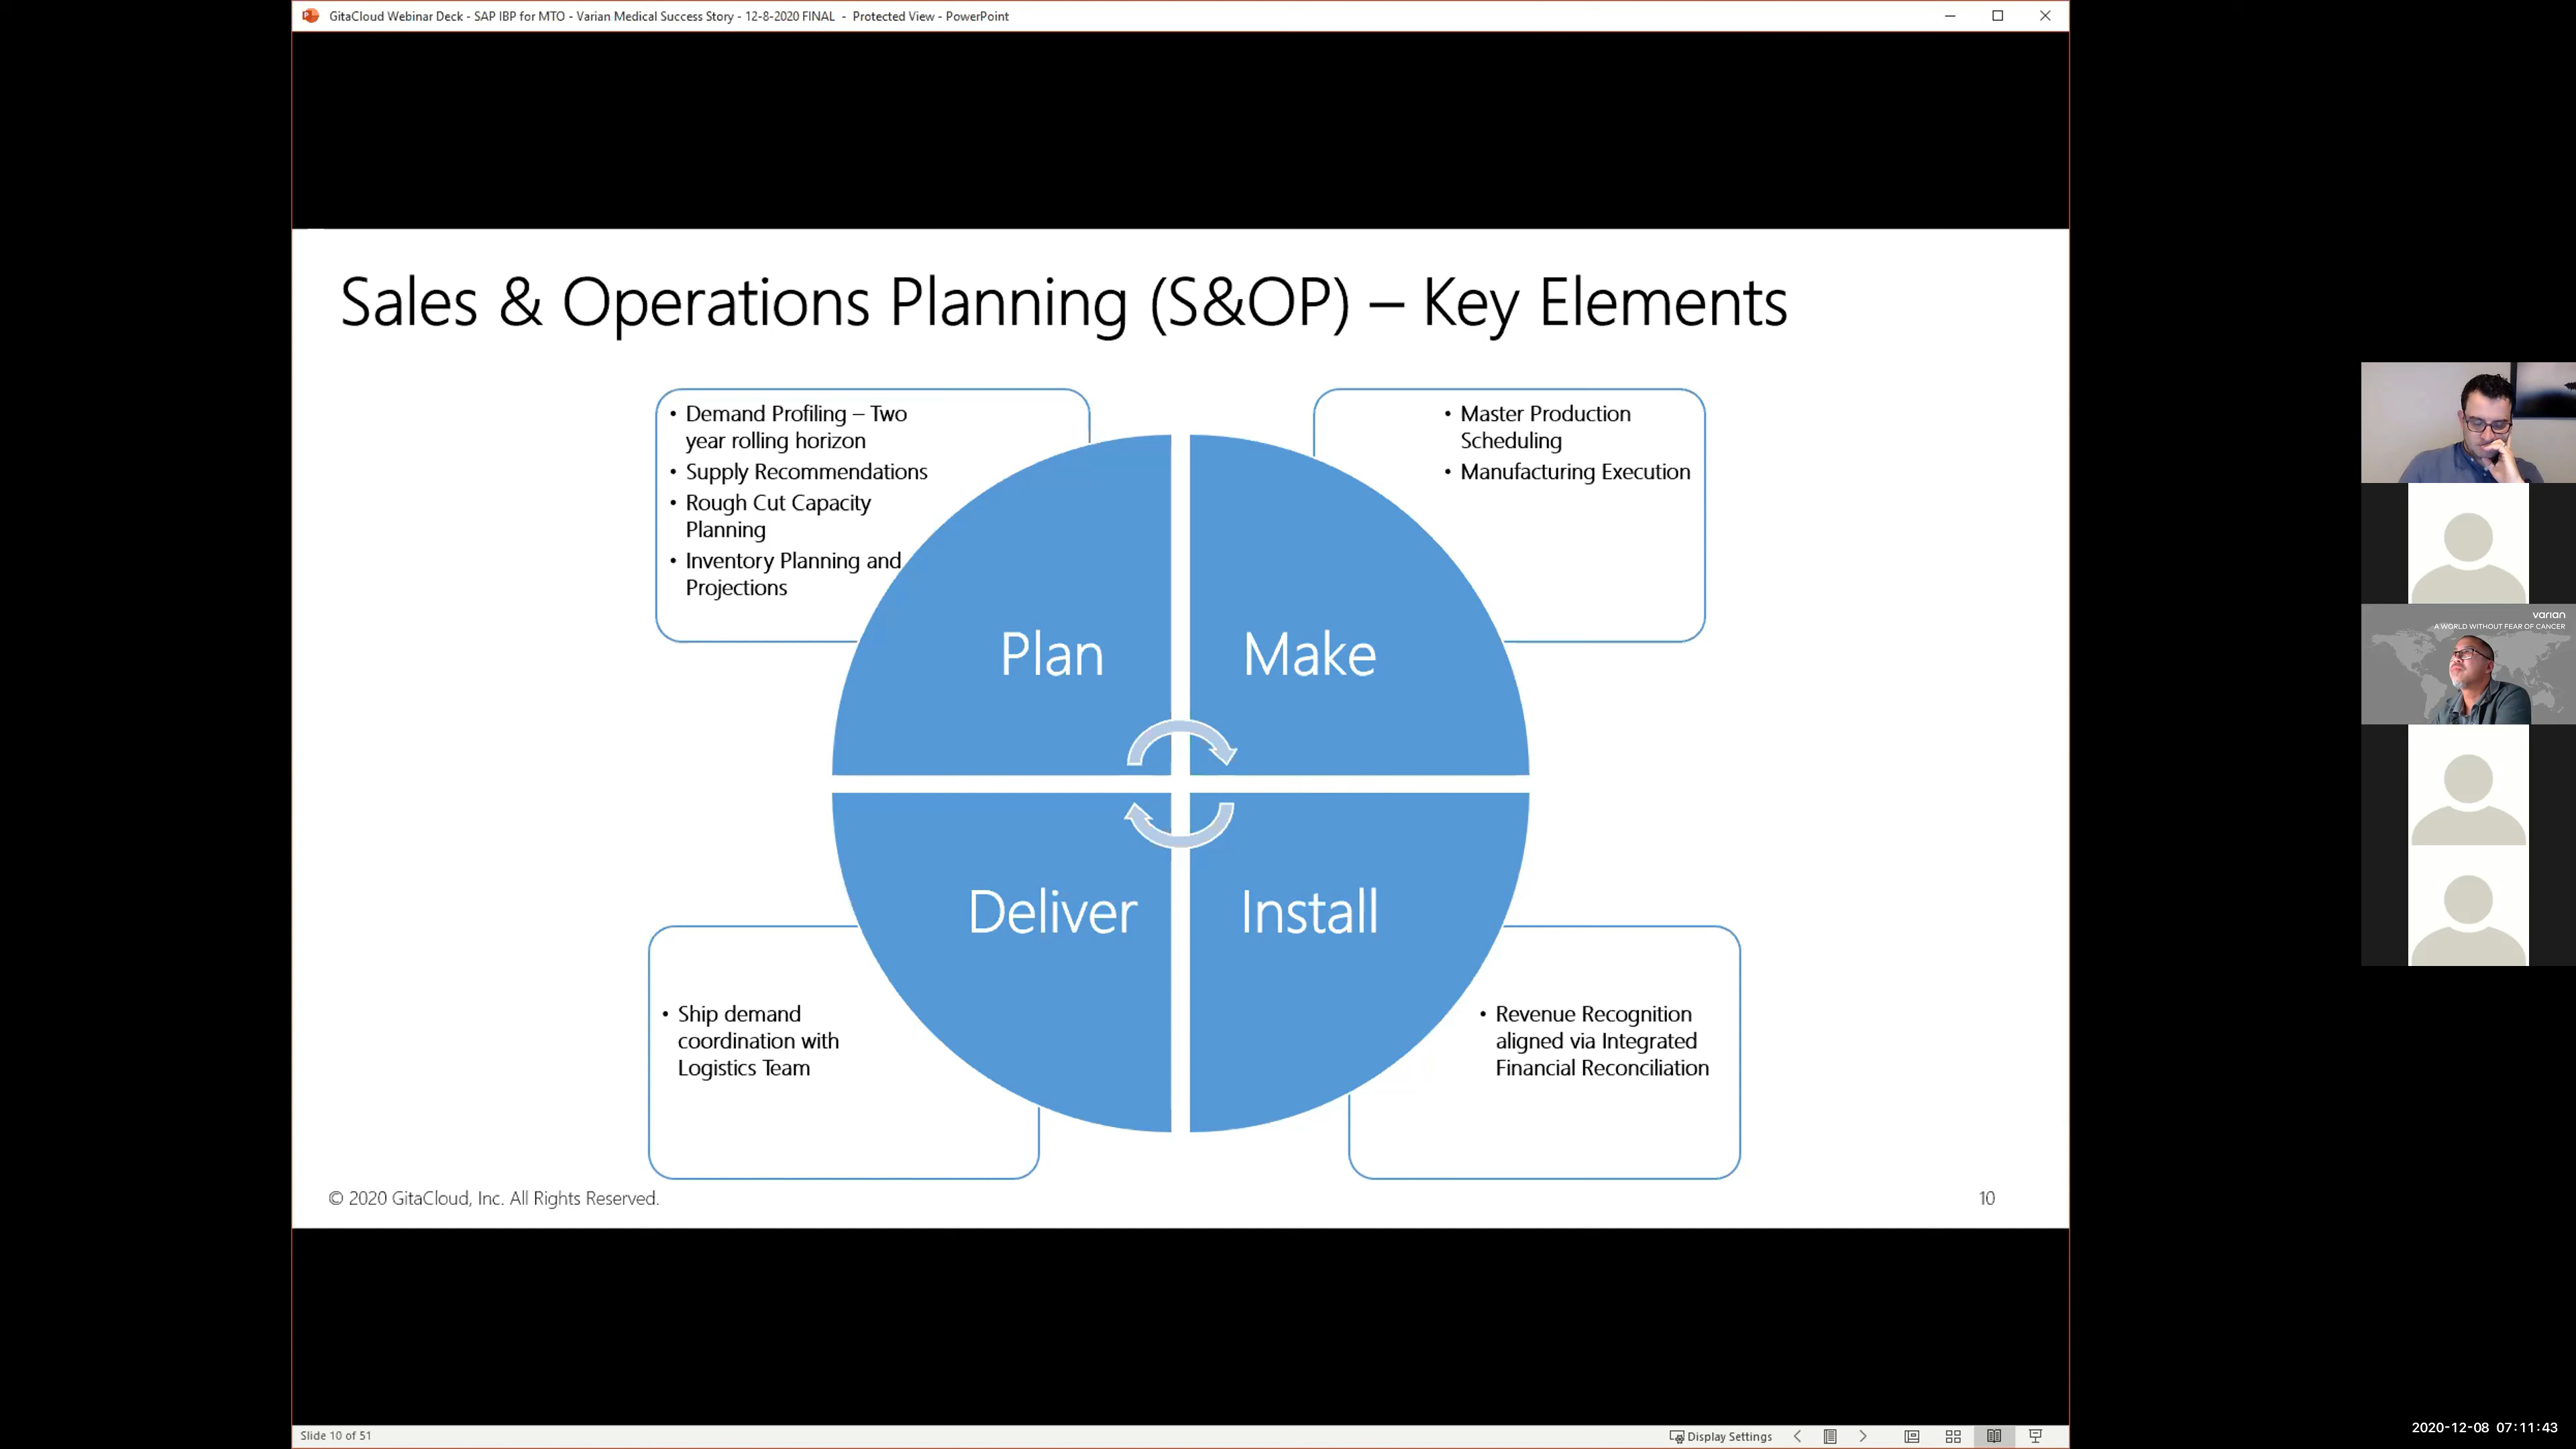 GitaCloud Webinar Deck - SAP IBP for MTO - Varian Medical Success Story - 12-8-2020 FINAL - Protected View - PowerPoint
Sales & Operations Planning (S&OP) – Key Elements
• Demand Profiling – Two
year rolling horizon
• Supply Recommendations
• Rough Cut Capacity
Planning
• Inventory Planning and
Projections
• Master Production
Scheduling
• Manufacturing Execution
Plan
Make
Deliver
Install
• Ship demand
coordination with
Logistics Team
• Revenue Recognition
aligned via Integrated
Financial Reconciliation
© 2020 GitaCloud, Inc. All Rights Reserved.
10
varian
A WORLD WITHOUT FEAR OF CANCER
Slide 10 of 51
Display Settings
2020-12-08 07:11:43